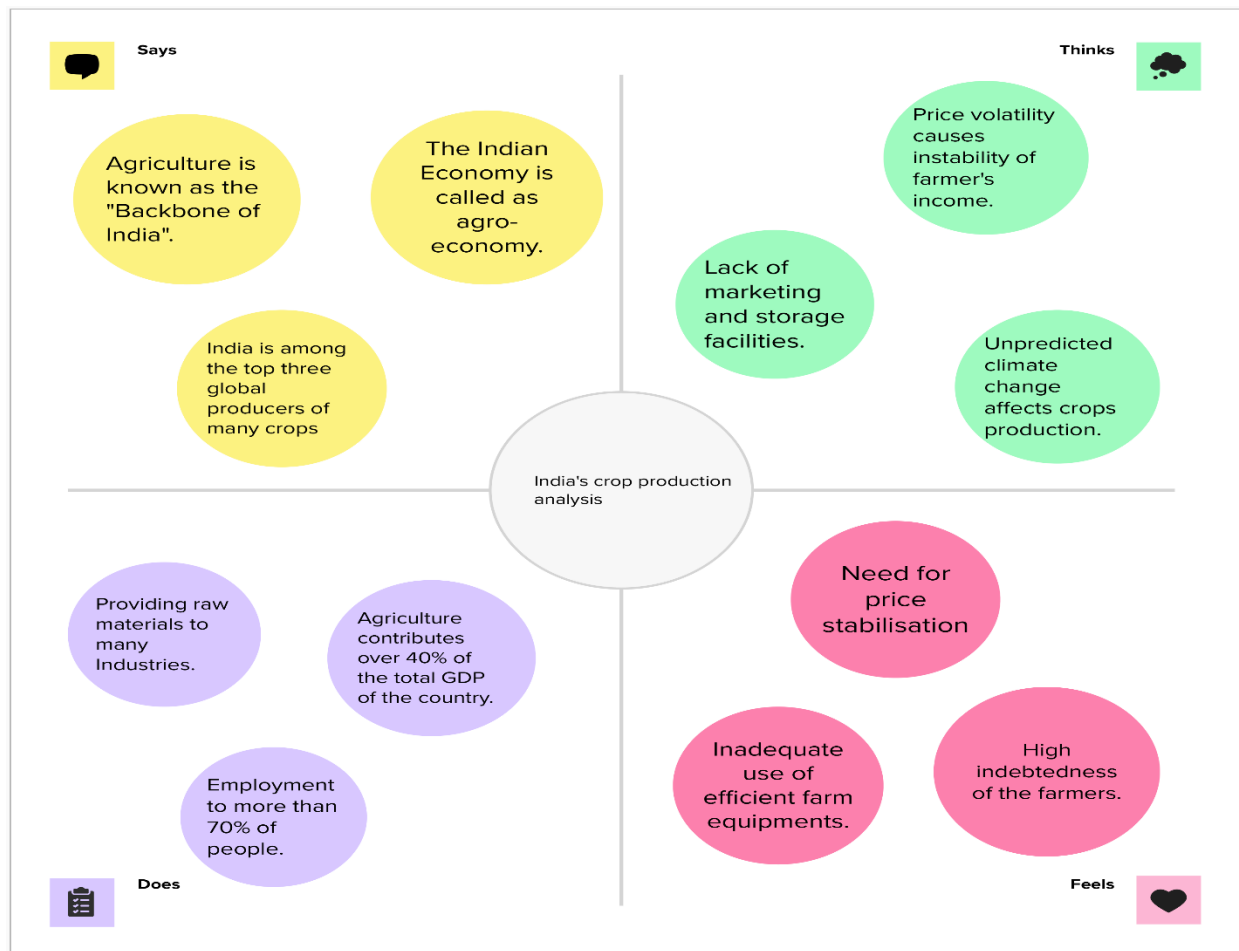 Says
Agriculture is
known as the
"Backbone of
India".
The Indian
Economy is
called as
agro-
economy.
India is among
the top three
global
producers of
many crops
Thinks
Price volatility
causes
instability of
farmer's
income.
Lack of
marketing
and storage
facilities.
Unpredicted
climate
change
affects crops
production.
India's crop production
analysis
Providing raw
materials to
many
Industries.
Agriculture
contributes
over 40% of
the total GDP
of the country.
Employment
to more than
70% of
people.
Does
Need for
price
stabilisation
Inadequate
use of
efficient farm
equipments.
High
indebtedness
of the farmers.
Feels